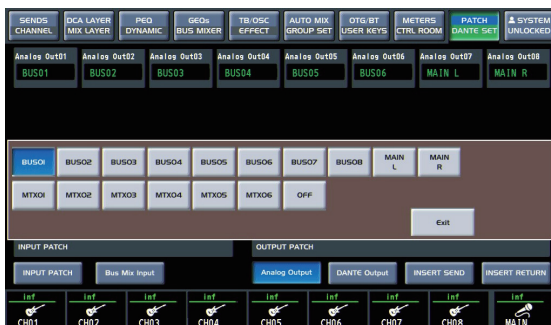 SENDS DCA LAYER PEQ GEQs TB/OSC AUTO MIX OTG/BT METERS PATCH SYSTEM
CHANNEL MIX LAYER DYNAMIC BUS MIXER EFFECT GROUP SET USER KEYS CTRL ROOM DANTE SET UNLOCKED
Analog Out01 Analog Out02 Analog Out03 Analog Out04 Analog Out05 Analog Out06 Analog Out07 Analog Out08
BUS01 BUS02 BUS03 BUS04 BUS05 BUS06 MAIN L MAIN R
BUS01 BUS02 BUS03 BUS04 BUS05 BUS06 BUS07 BUS08 MAIN L MAIN R
MTX01 MTX02 MTX03 MTX04 MTX05 MTX06 OFF
Exit
INPUT PATCH OUTPUT PATCH
INPUT PATCH Bus Mix Input Analog Output DANTE Output INSERT SEND INSERT RETURN
inf inf inf inf inf inf inf inf inf
CH01 CH02 CH03 CH04 CH05 CH06 CH07 CH08 MAIN